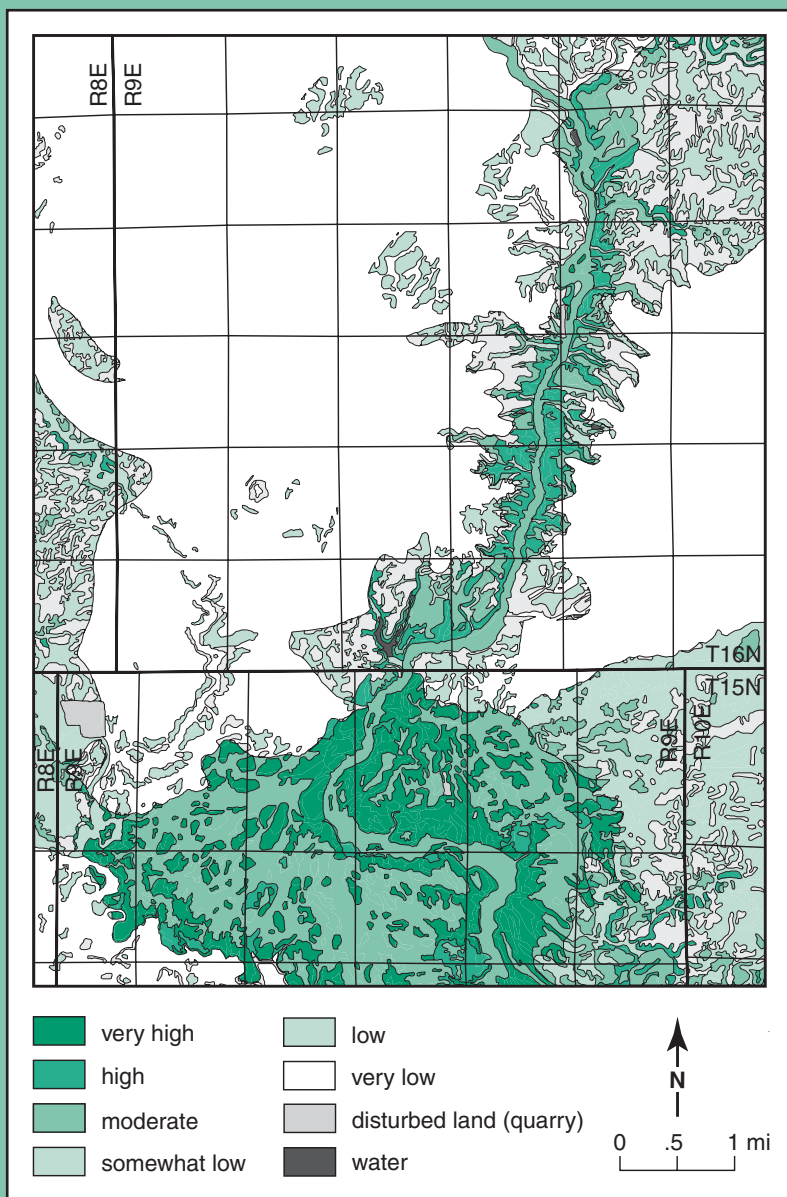 R8E
R9E
T16N
T15N
R8E
R9E
R9E
R10E
very high
high
moderate
somewhat low
low
very low
disturbed land (quarry)
water
N
0 .5 1 mi